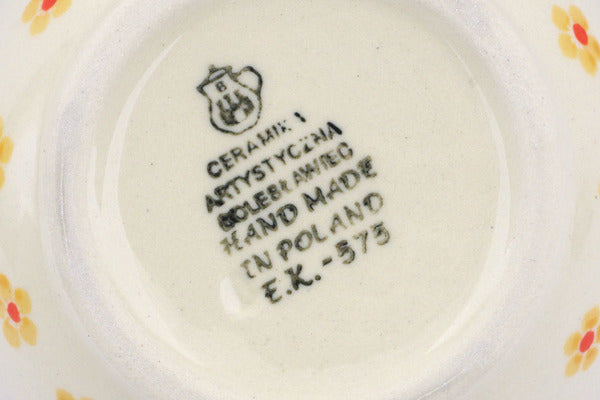 B
CERAMIKA
ARTYSTYCZNA
BOLESŁAWIEC
HAND MADE
IN POLAND
E.K.-575